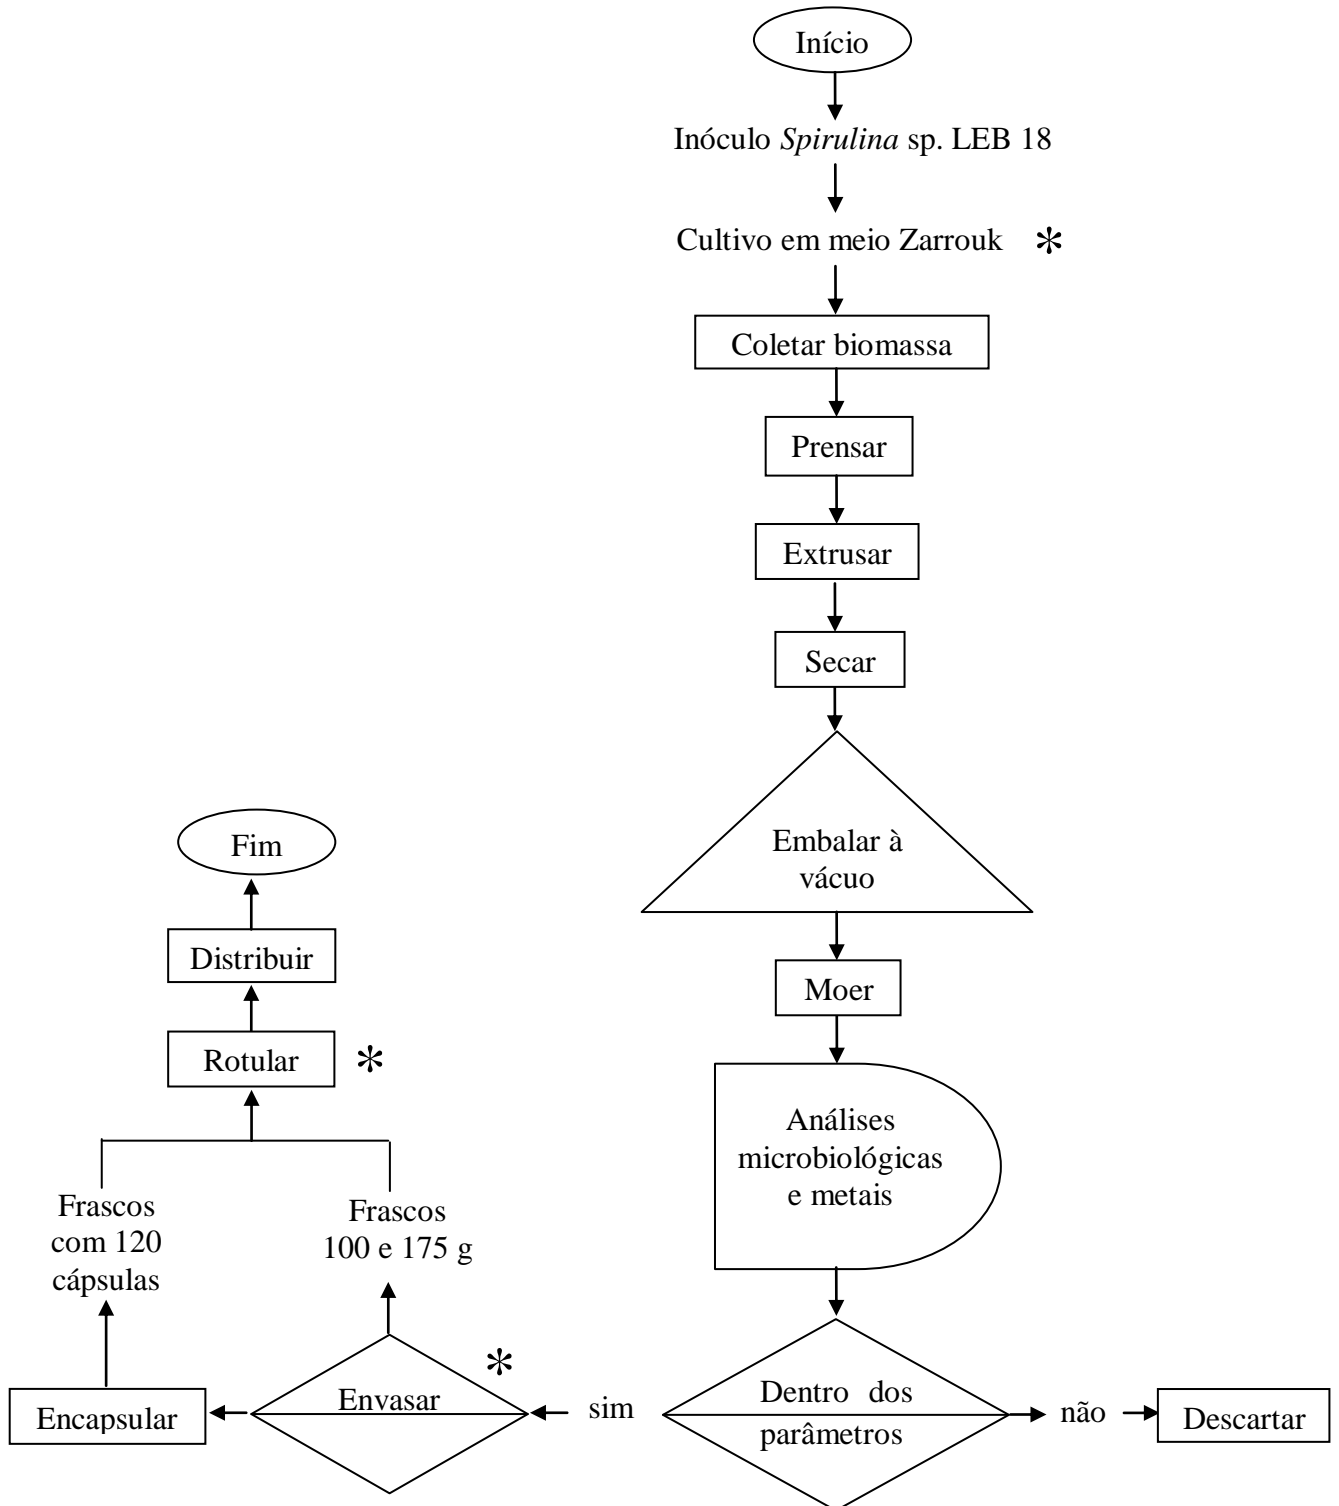 Início
Inóculo Spirulina sp. LEB 18
Cultivo em meio Zarrouk *
Coletar biomassa
Prensar
Extrusar
Secar
Embalar à
vácuo
Moer
Análises
microbiológicas
e metais
Dentro dos
parâmetros
não
Descartar
sim
Envasar
*
Encapsular
Frascos
com 120
cápsulas
Frascos
100 e 175 g
Rotular *
Distribuir
Fim